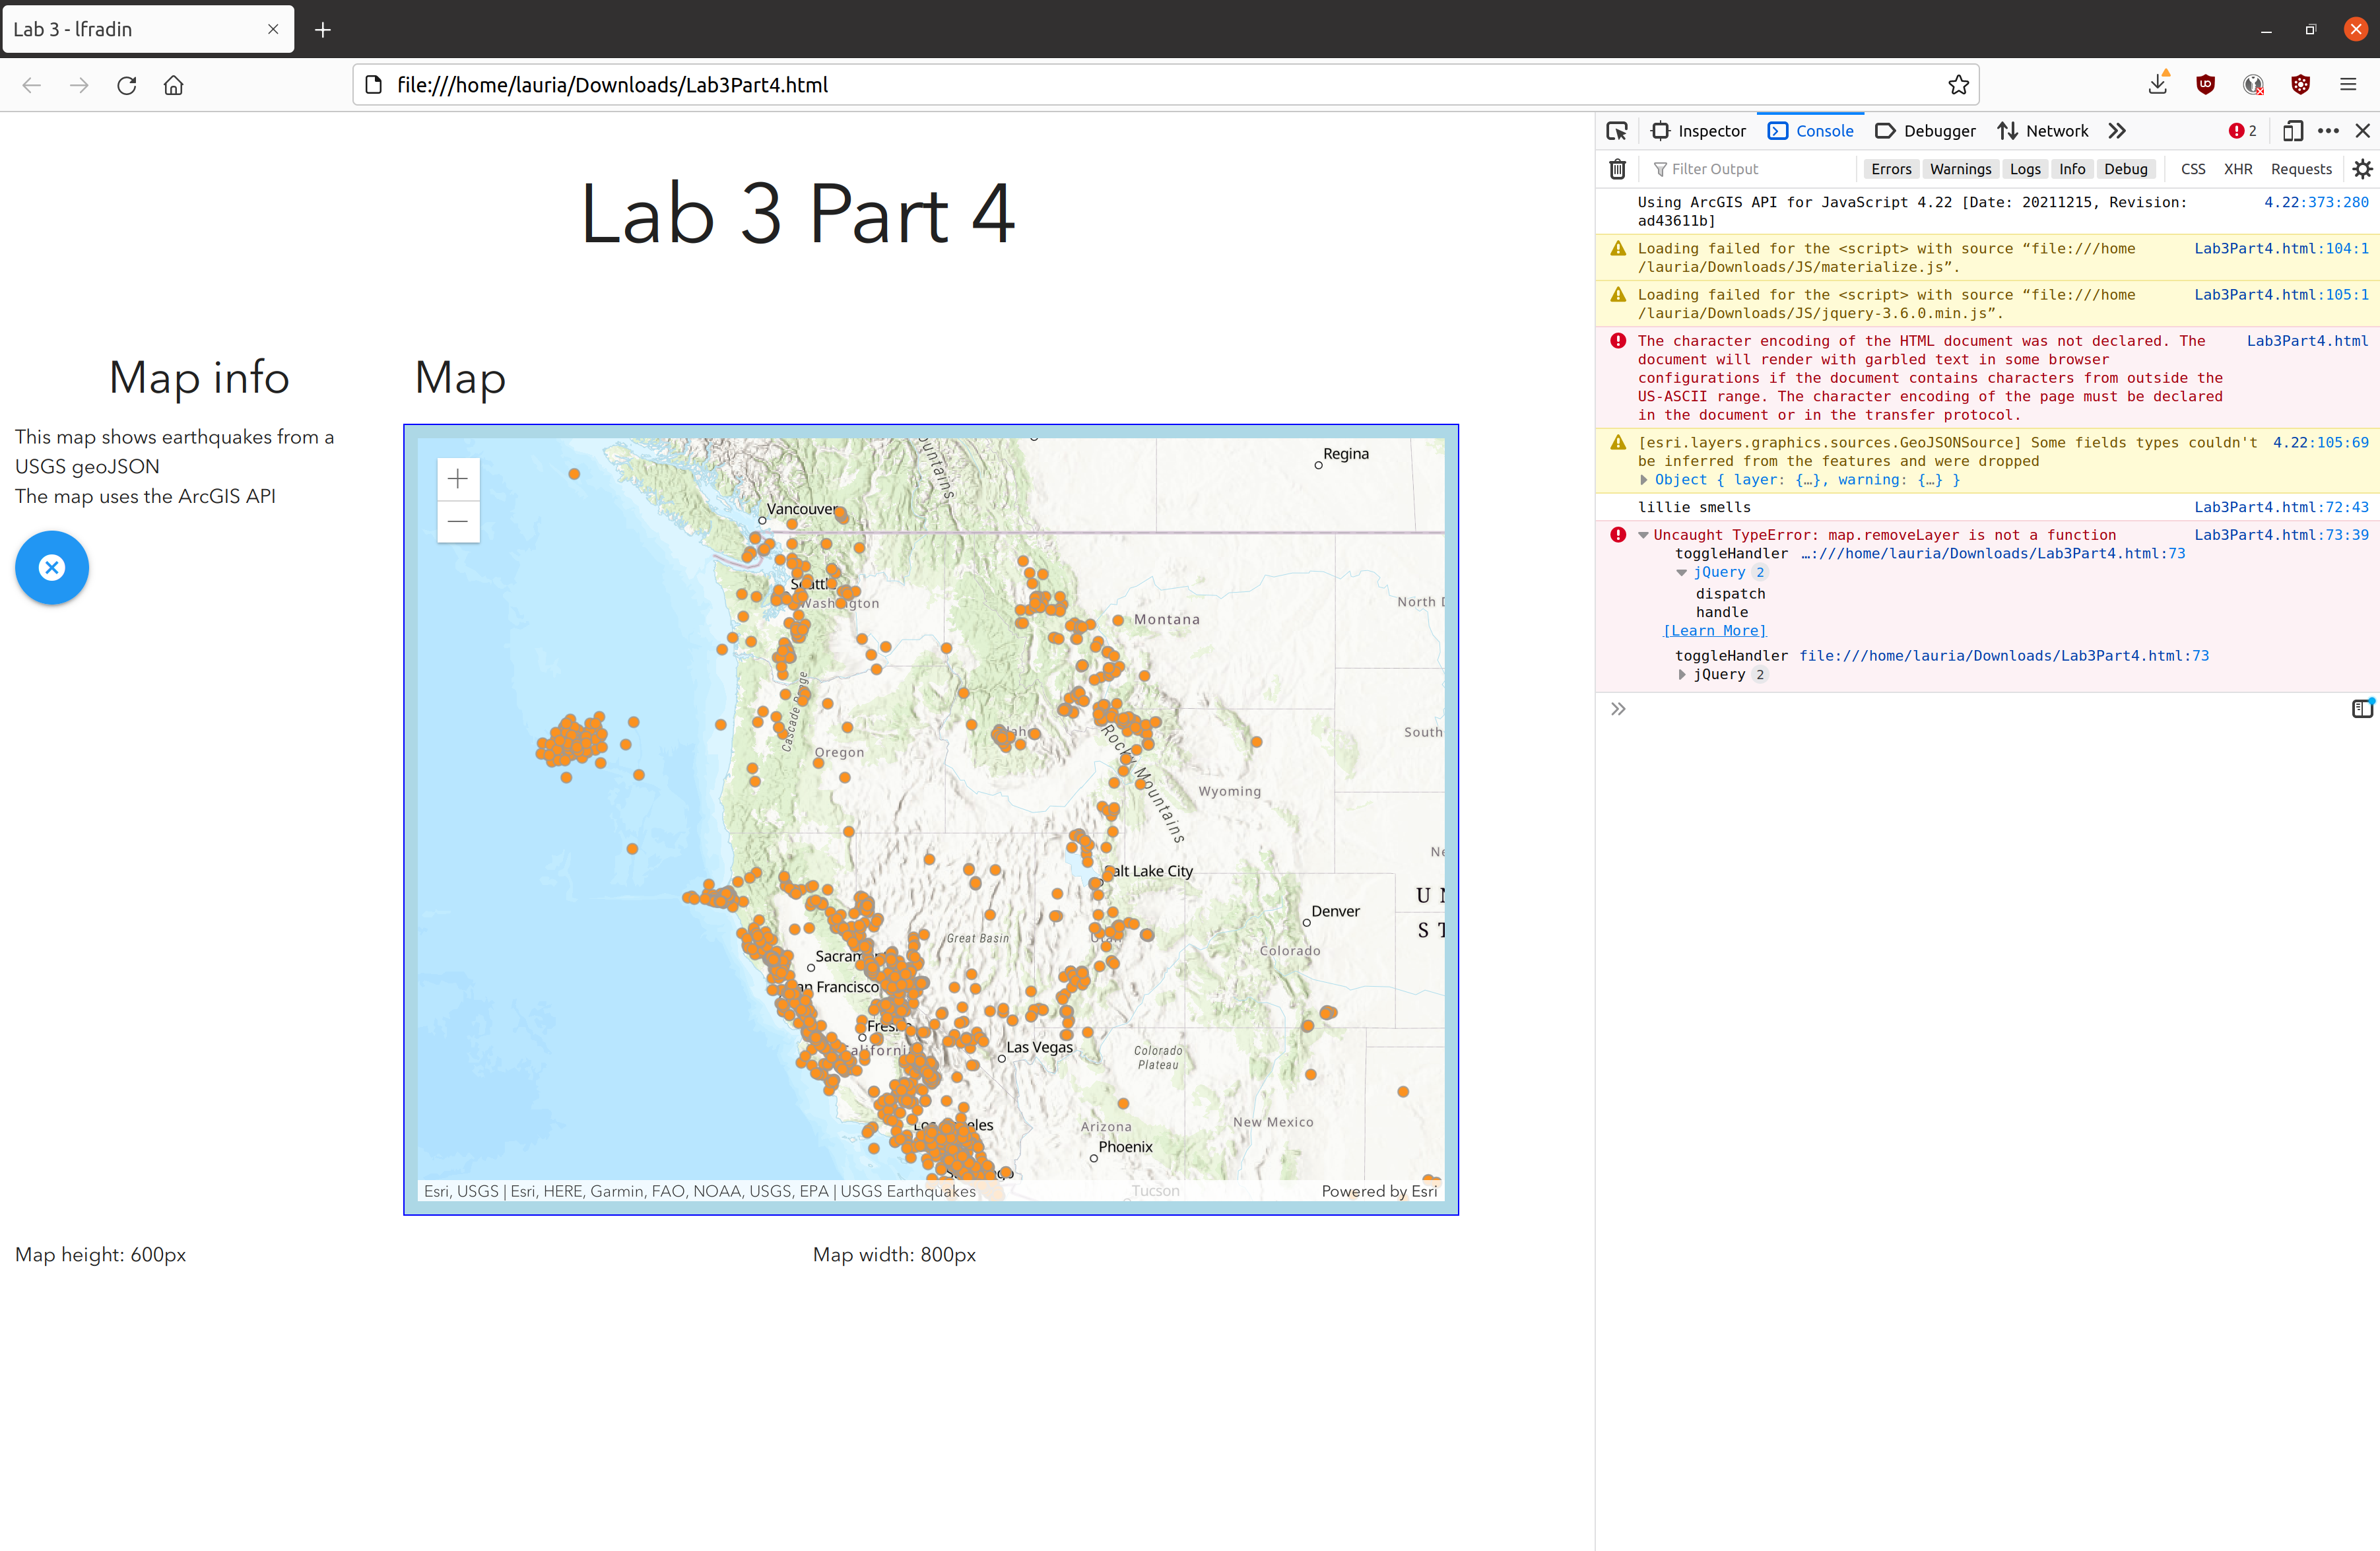 Lab 3 - lfradin
file:///home/lauria/Downloads/Lab3Part4.html
Lab 3 Part 4
Map info
This map shows earthquakes from a
USGS geoJSON
The map uses the ArcGIS API
Map
Regina
Vancouver
Washington
Montana
North D
Cascade Range
Oregon
Rocky Mountains
South
Wyoming
Ne
alt Lake City
U N
Denver
S T
Great Basin
Colorado
Sacram
an Francisco
Fres
Las Vegas
aliforni
Colorado
Plateau
New Mexico
Arizona
Phoenix
Tucson
Esri, USGS | Esri, HERE, Garmin, FAO, NOAA, USGS, EPA | USGS Earthquakes
Powered by Esri
Map height: 600px
Map width: 800px
Inspector
Console
Debugger
Network
2
Filter Output
Errors
Warnings
Logs
Info
Debug
CSS
XHR
Requests
Using ArcGIS API for JavaScript 4.22 [Date: 20211215, Revision: 4.22:373:280
ad43611b]
Loading failed for the <script> with source “file:///home Lab3Part4.html:104:1
/lauria/Downloads/JS/materialize.js”.
Loading failed for the <script> with source “file:///home Lab3Part4.html:105:1
/lauria/Downloads/JS/jquery-3.6.0.min.js”.
The character encoding of the HTML document was not declared. The Lab3Part4.html
document will render with garbled text in some browser
configurations if the document contains characters from outside the
US-ASCII range. The character encoding of the page must be declared
in the document or in the transfer protocol.
[esri.layers.graphics.sources.GeoJSONSource] Some fields types couldn't 4.22:105:69
be inferred from the features and were dropped
Object { layer: {…}, warning: {…} }
lillie smells Lab3Part4.html:72:43
Uncaught TypeError: map.removeLayer is not a function Lab3Part4.html:73:39
toggleHandler …:///home/lauria/Downloads/Lab3Part4.html:73
jQuery 2
dispatch
handle
[Learn More]
toggleHandler file:///home/lauria/Downloads/Lab3Part4.html:73
jQuery 2